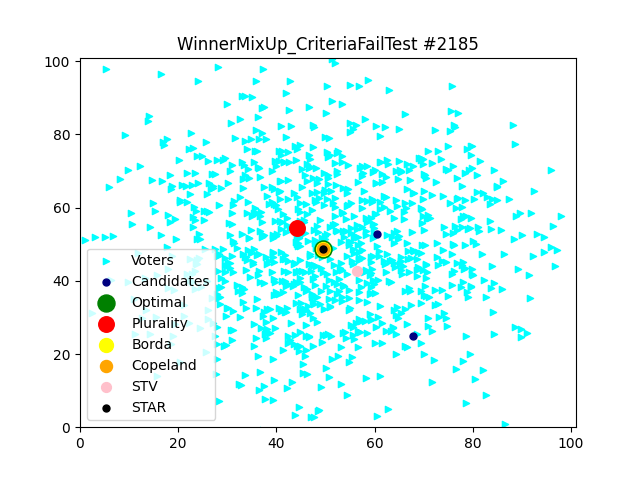 WinnerMixUp_CriteriaFailTest #2185
100
80
60
40
20
0
Voters
Candidates
Optimal
Plurality
Borda
Copeland
STV
STAR
0 20 40 60 80 100